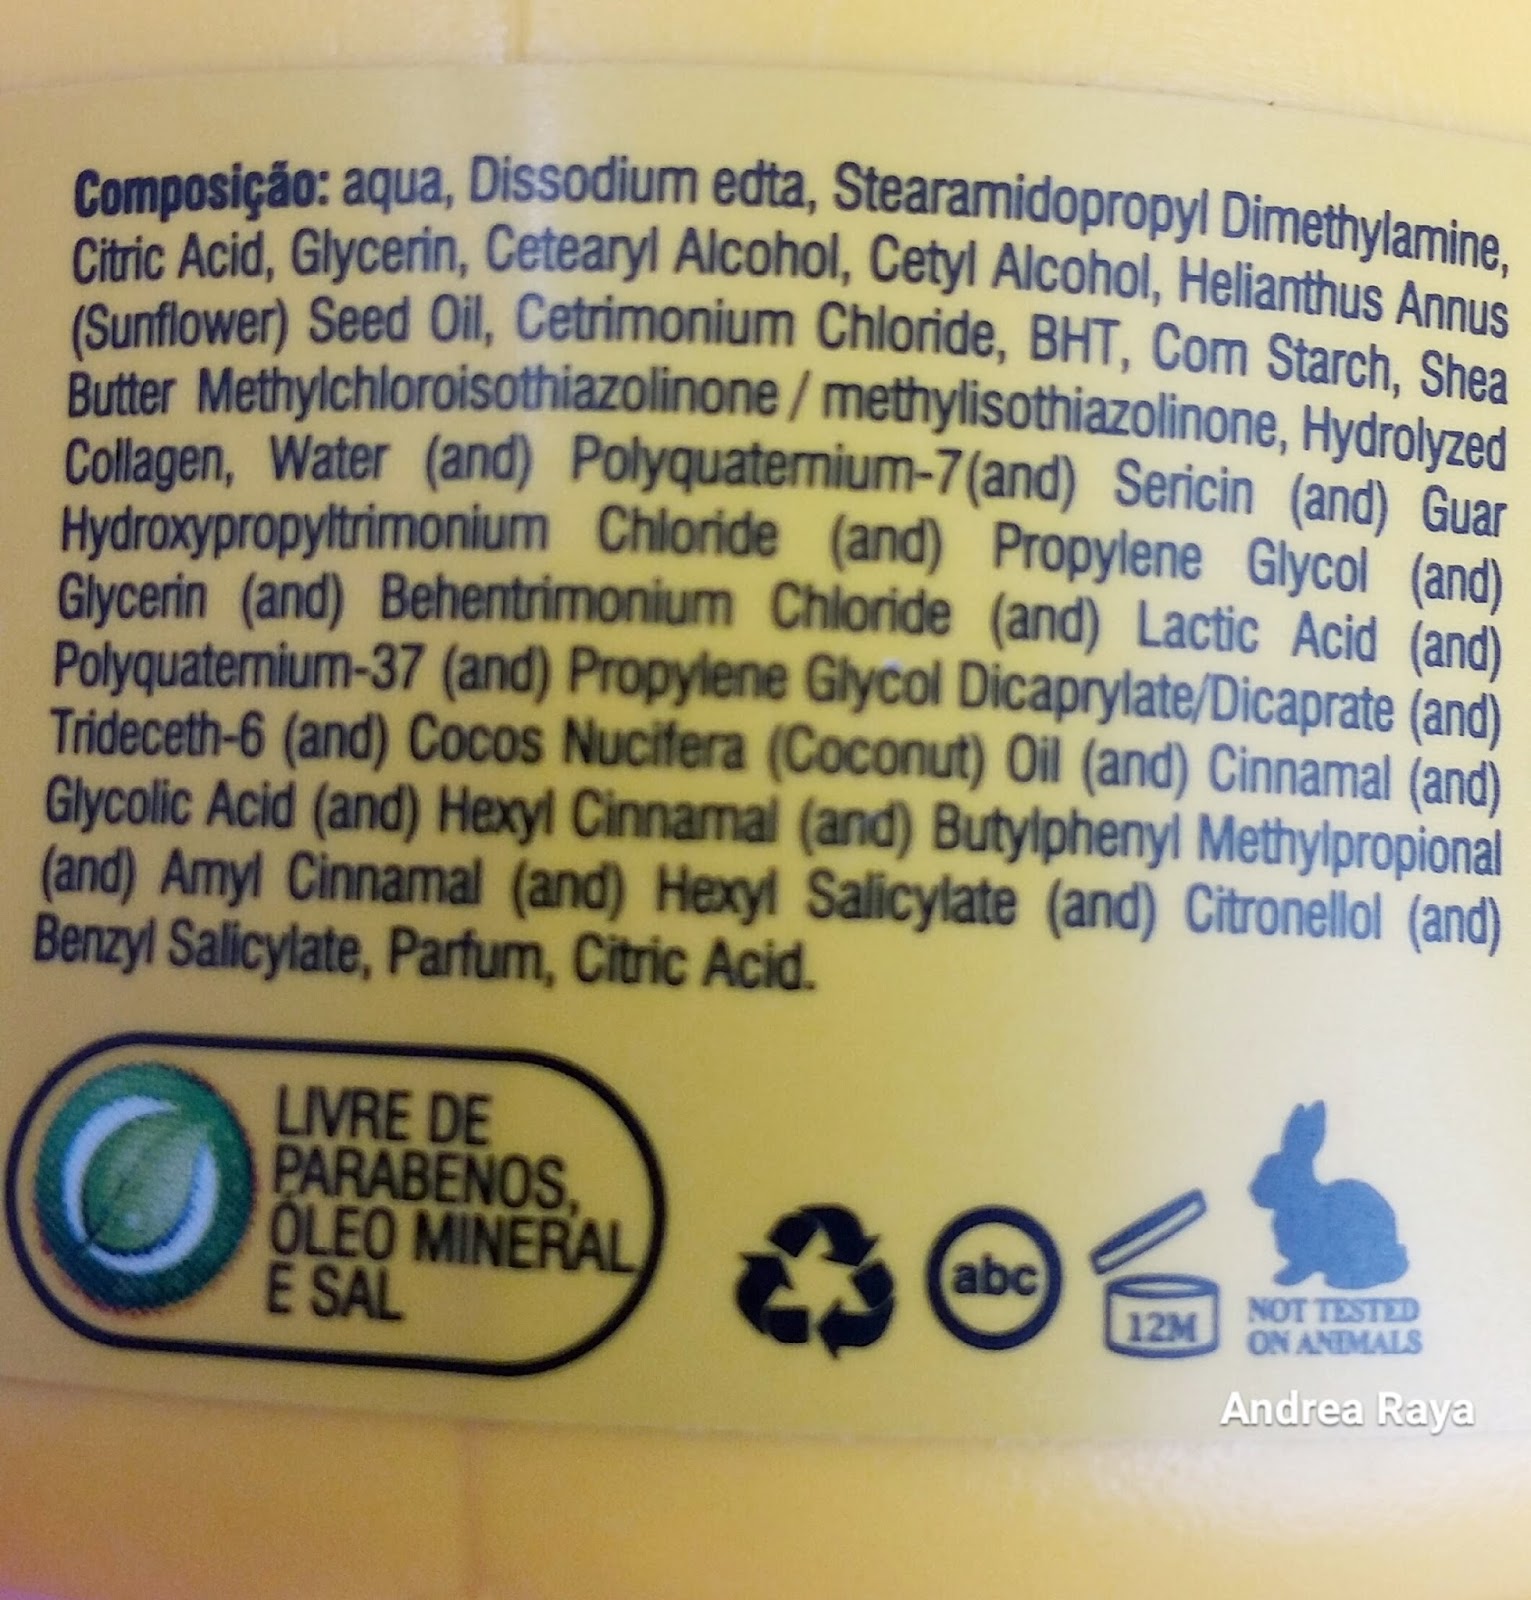 Composição: aqua, Dissodium edta, Stearamidopropyl Dimethylamine,
Citric Acid, Glycerin, Cetearyl Alcohol, Cetyl Alcohol, Helianthus Annus
(Sunflower) Seed Oil, Cetrimonium Chloride, BHT, Corn Starch, Shea
Butter Methylchloroisothiazolinone / methylisothiazolinone, Hydrolyzed
Collagen, Water (and) Polyquaternium-7(and) Sericin (and) Guar
Hydroxypropyltrimonium Chloride (and) Propylene Glycol (and)
Glycerin (and) Behentrimonium Chloride (and) Lactic Acid (and)
Polyquaternium-37 (and) Propylene Glycol Dicaprylate/Dicaprate (and)
Trideceth-6 (and) Cocos Nucifera (Coconut) Oil (and) Cinnamal (and)
Glycolic Acid (and) Hexyl Cinnamal (and) Butylphenyl Methylpropional
(and) Amyl Cinnamal (and) Hexyl Salicylate (and) Citronellol (and)
Benzyl Salicylate, Parfum, Citric Acid.
LIVRE DE
PARABENOS,
ÓLEO MINERAL
E SAL
abc
12M
NOT TESTED
ON ANIMALS
Andrea Raya